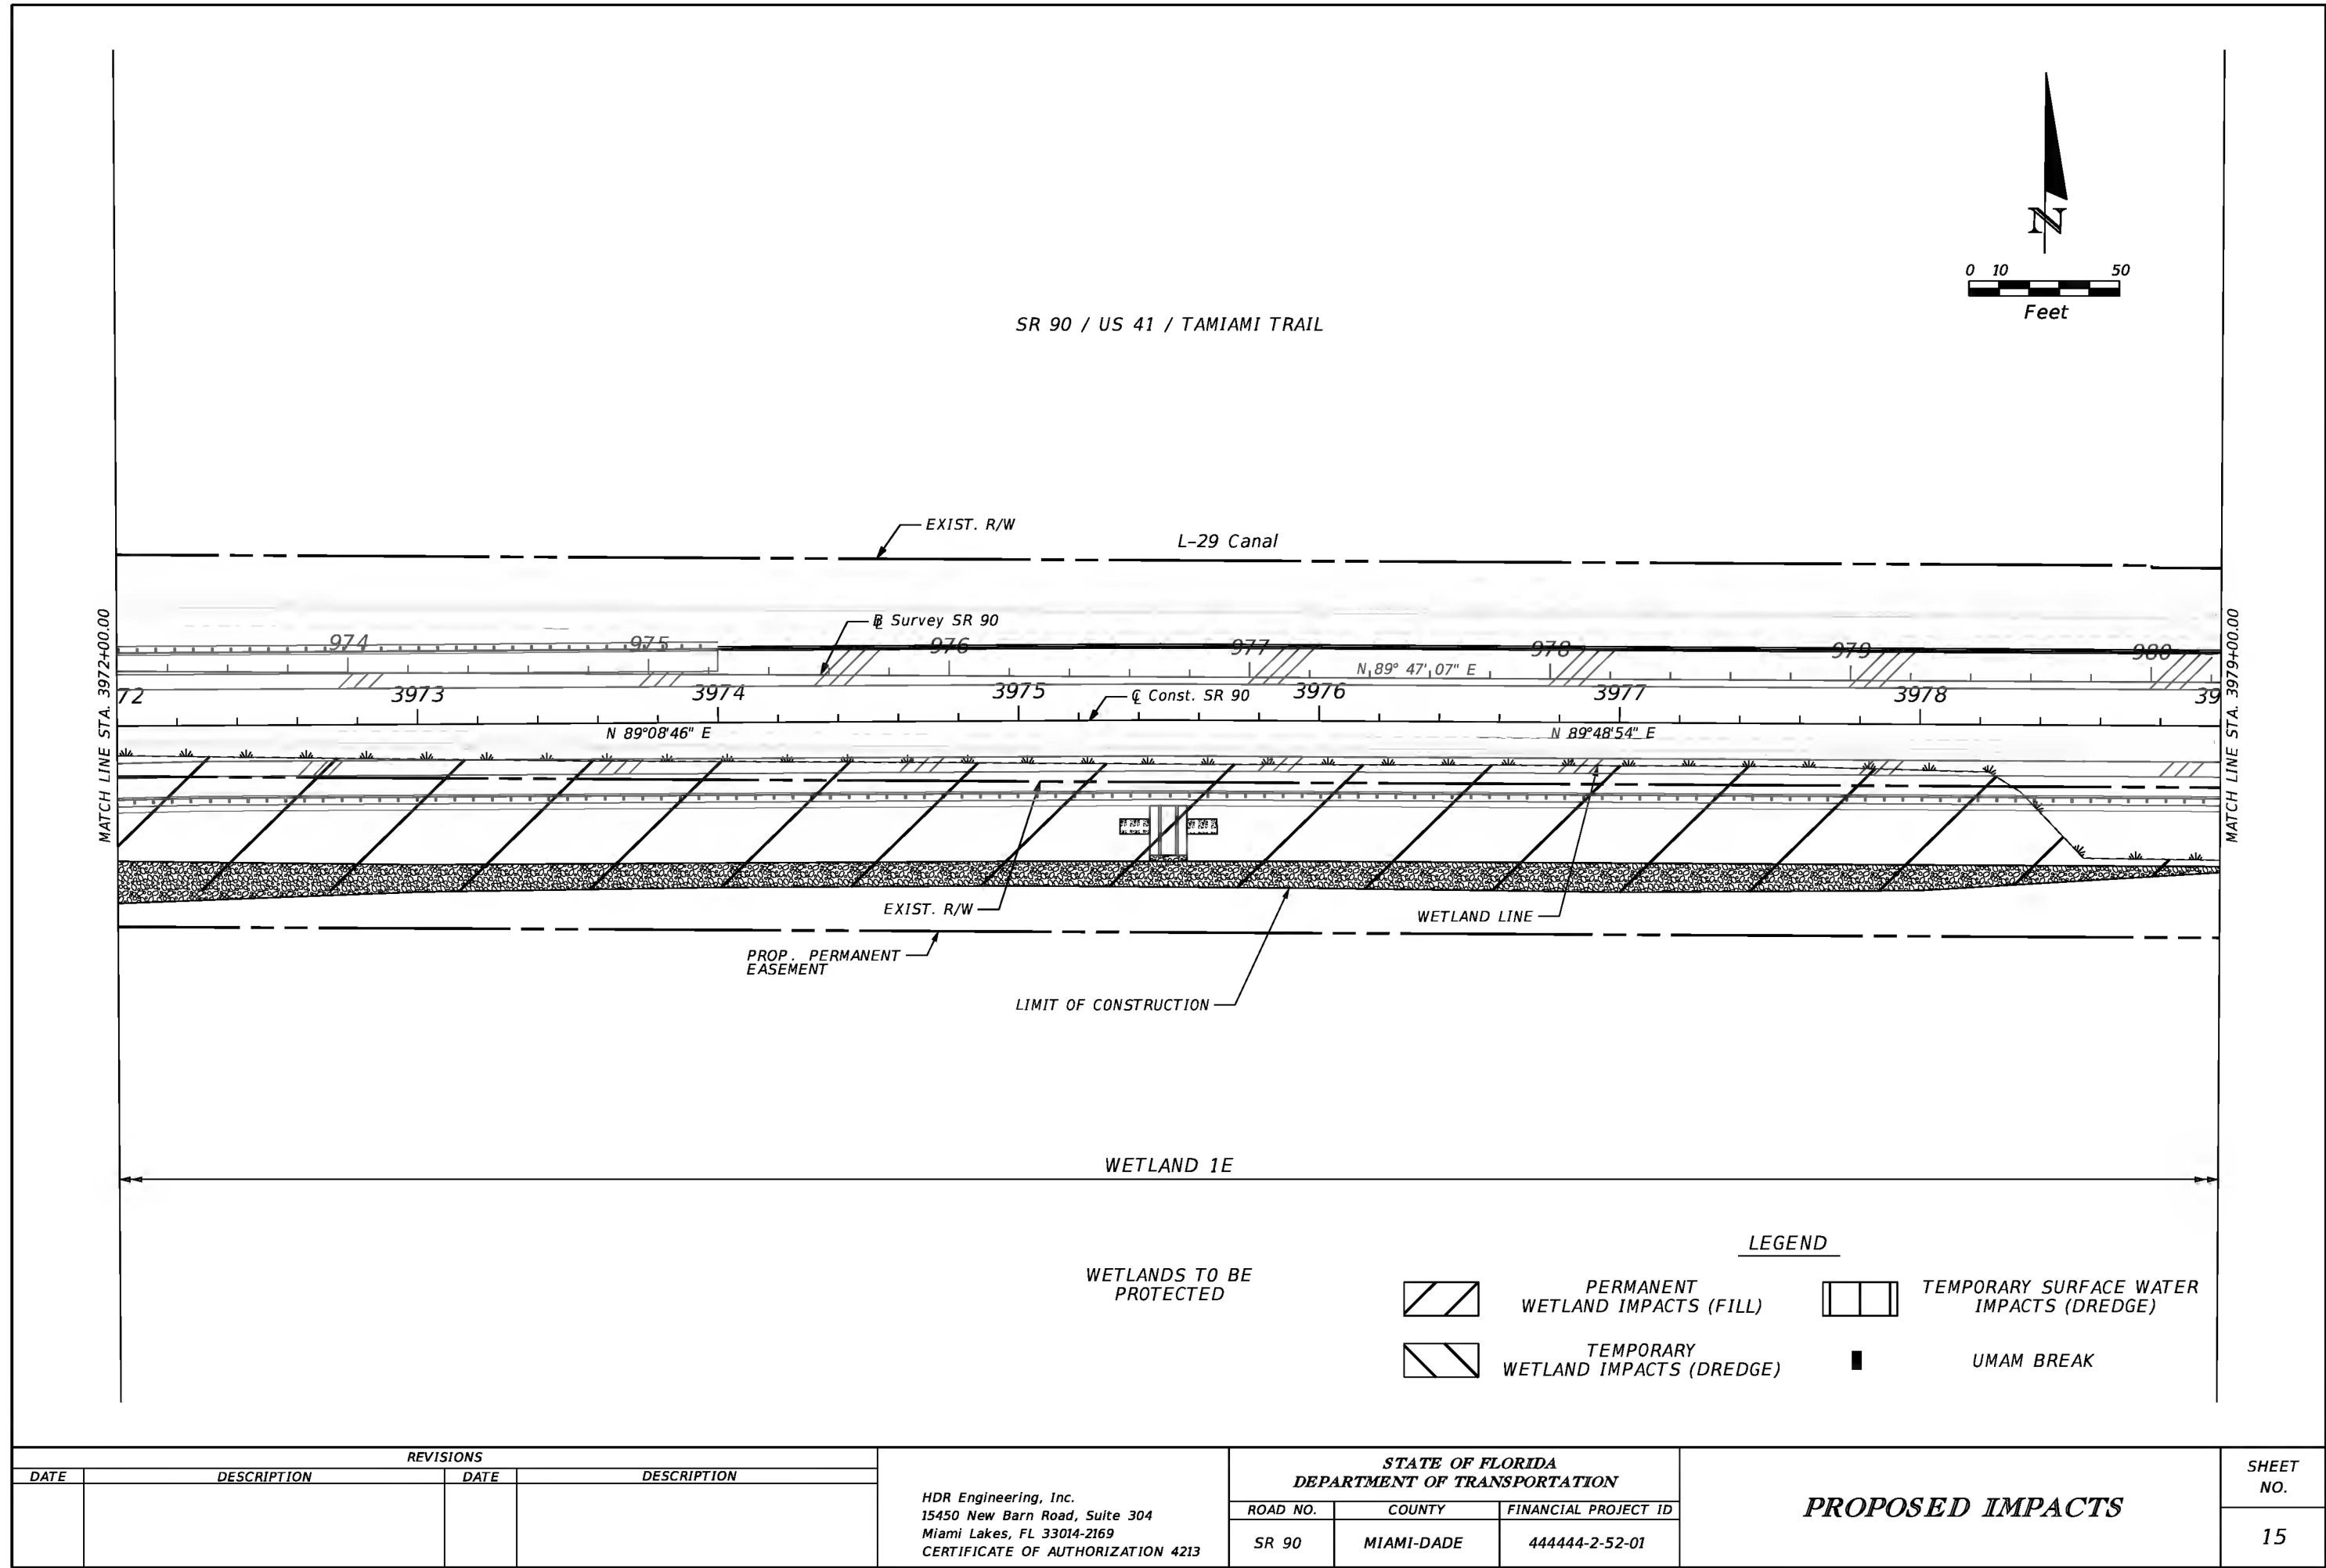 N
0 10 50
Feet
SR 90 / US 41 / TAMIAMI TRAIL
EXIST. R/W
L-29 Canal
MATCH LINE STA. 3972+00.00
MATCH LINE STA. 3979+00.00
℄ Survey SR 90
974 975 976 977 978 979 980
N 89° 47' 07" E
72 3973 3974 3975 3976 3977 3978 39
℄ Const. SR 90
N 89°08'46" E
N 89°48'54" E
EXIST. R/W
WETLAND LINE
PROP. PERMANENT
EASEMENT
LIMIT OF CONSTRUCTION
WETLAND 1E
WETLANDS TO BE
PROTECTED
LEGEND
PERMANENT
WETLAND IMPACTS (FILL)
TEMPORARY SURFACE WATER
IMPACTS (DREDGE)
TEMPORARY
WETLAND IMPACTS (DREDGE)
UMAM BREAK
REVISIONS
DATE DESCRIPTION DATE DESCRIPTION
HDR Engineering, Inc.
15450 New Barn Road, Suite 304
Miami Lakes, FL 33014-2169
CERTIFICATE OF AUTHORIZATION 4213
STATE OF FLORIDA
DEPARTMENT OF TRANSPORTATION
ROAD NO. COUNTY FINANCIAL PROJECT ID
SR 90 MIAMI-DADE 444444-2-52-01
PROPOSED IMPACTS
SHEET
NO.
15